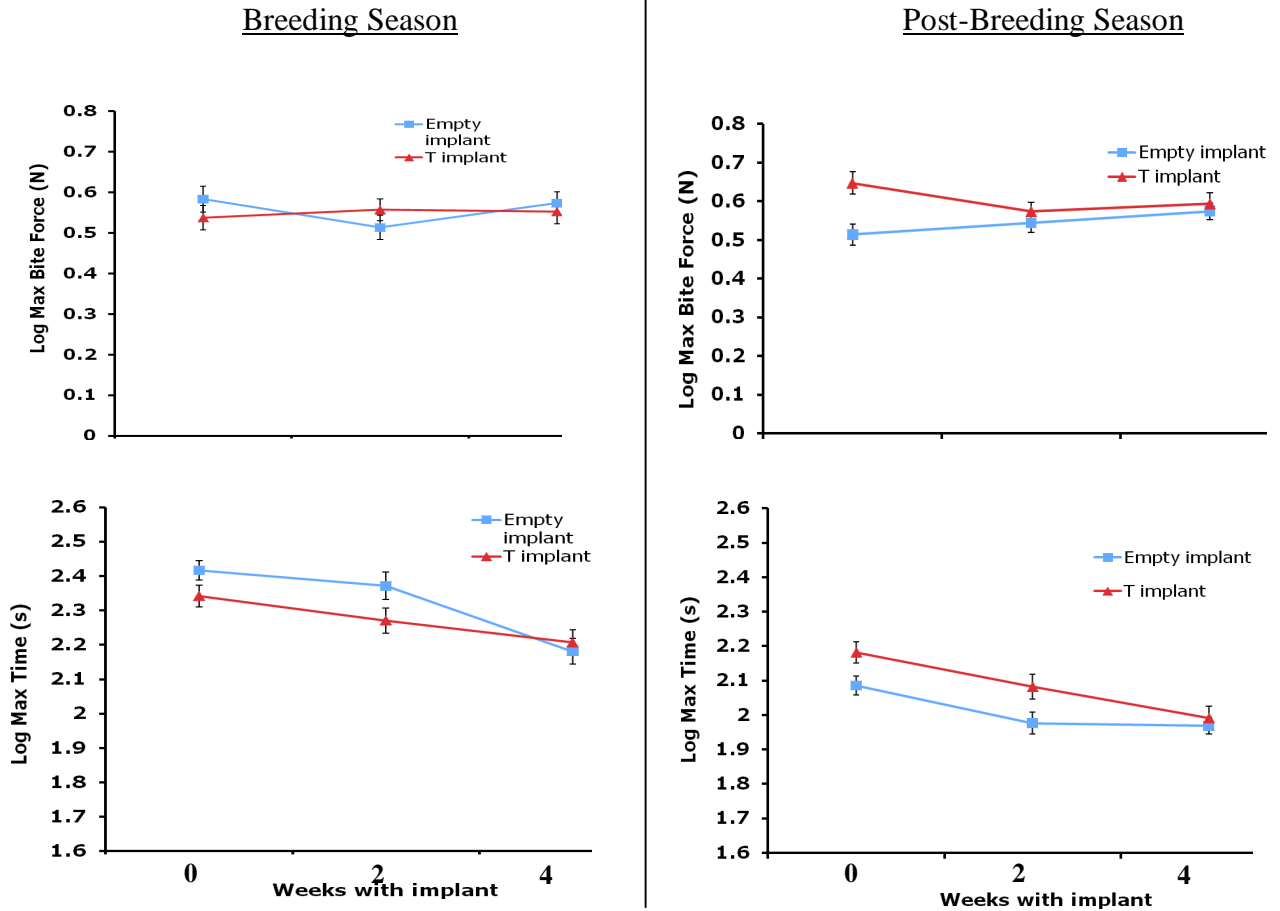 Breeding Season
Post-Breeding Season
Log Max Bite Force (N)
0.8
0.7
0.6
0.5
0.4
0.3
0.2
0.1
0
Empty
implant
T implant
Log Max Bite Force (N)
0.8
0.7
0.6
0.5
0.4
0.3
0.2
0.1
0
Empty implant
T implant
Log Max Time (s)
2.6
2.5
2.4
2.3
2.2
2.1
2
1.9
1.8
1.7
1.6
Empty
implant
T implant
0 2 4
Weeks with implant
Log Max Time (s)
2.6
2.5
2.4
2.3
2.2
2.1
2
1.9
1.8
1.7
1.6
Empty implant
T implant
0 2 4
Weeks with implant